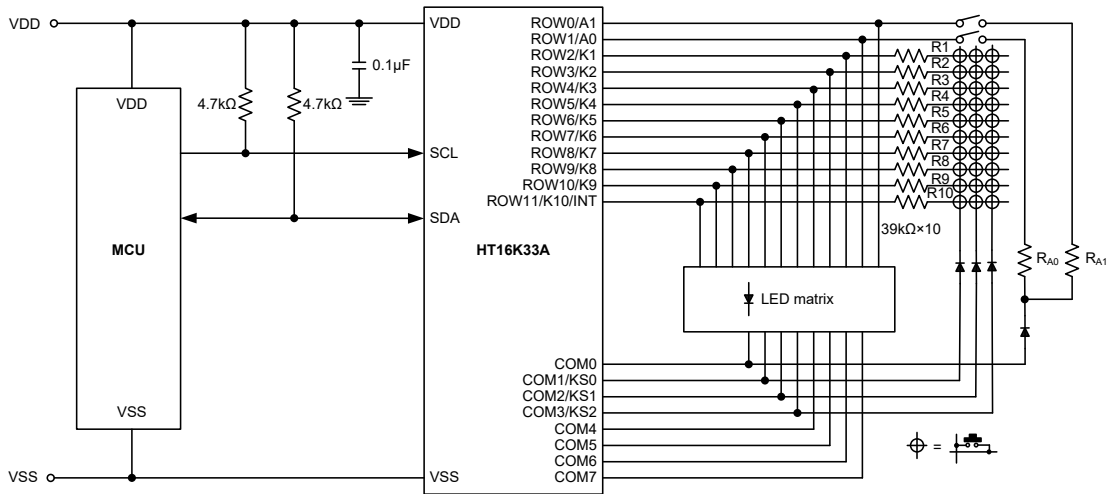 VDD
VDD
4.7kΩ
4.7kΩ
0.1μF
MCU
VSS
VSS
VDD
SCL
SDA
HT16K33A
VSS
ROW0/A1
ROW1/A0
ROW2/K1
ROW3/K2
ROW4/K3
ROW5/K4
ROW6/K5
ROW7/K6
ROW8/K7
ROW9/K8
ROW10/K9
ROW11/K10/INT
COM0
COM1/KS0
COM2/KS1
COM3/KS2
COM4
COM5
COM6
COM7
R1
R2
R3
R4
R5
R6
R7
R8
R9
R10
39kΩ×10
LED matrix
RA0
RA1
=